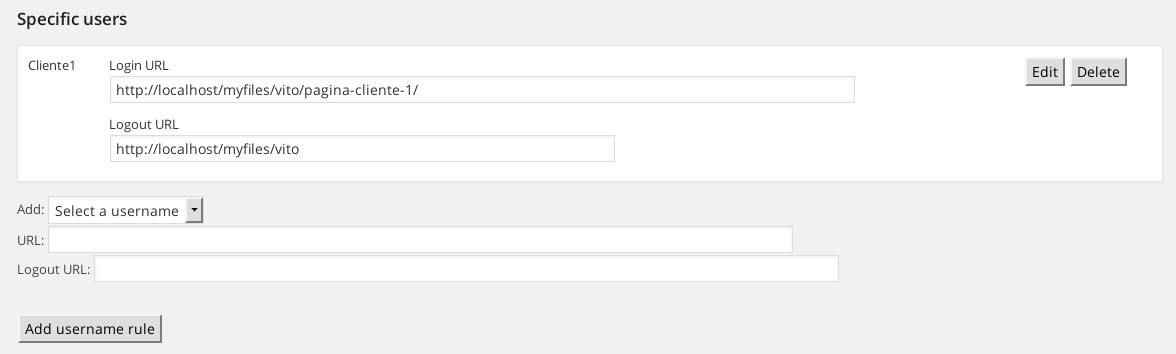 Specific users
Cliente1 Login URL Edit Delete
http://localhost/myfiles/vito/pagina-cliente-1/
Logout URL
http://localhost/myfiles/vito
Add: Select a username
URL:
Logout URL:
Add username rule